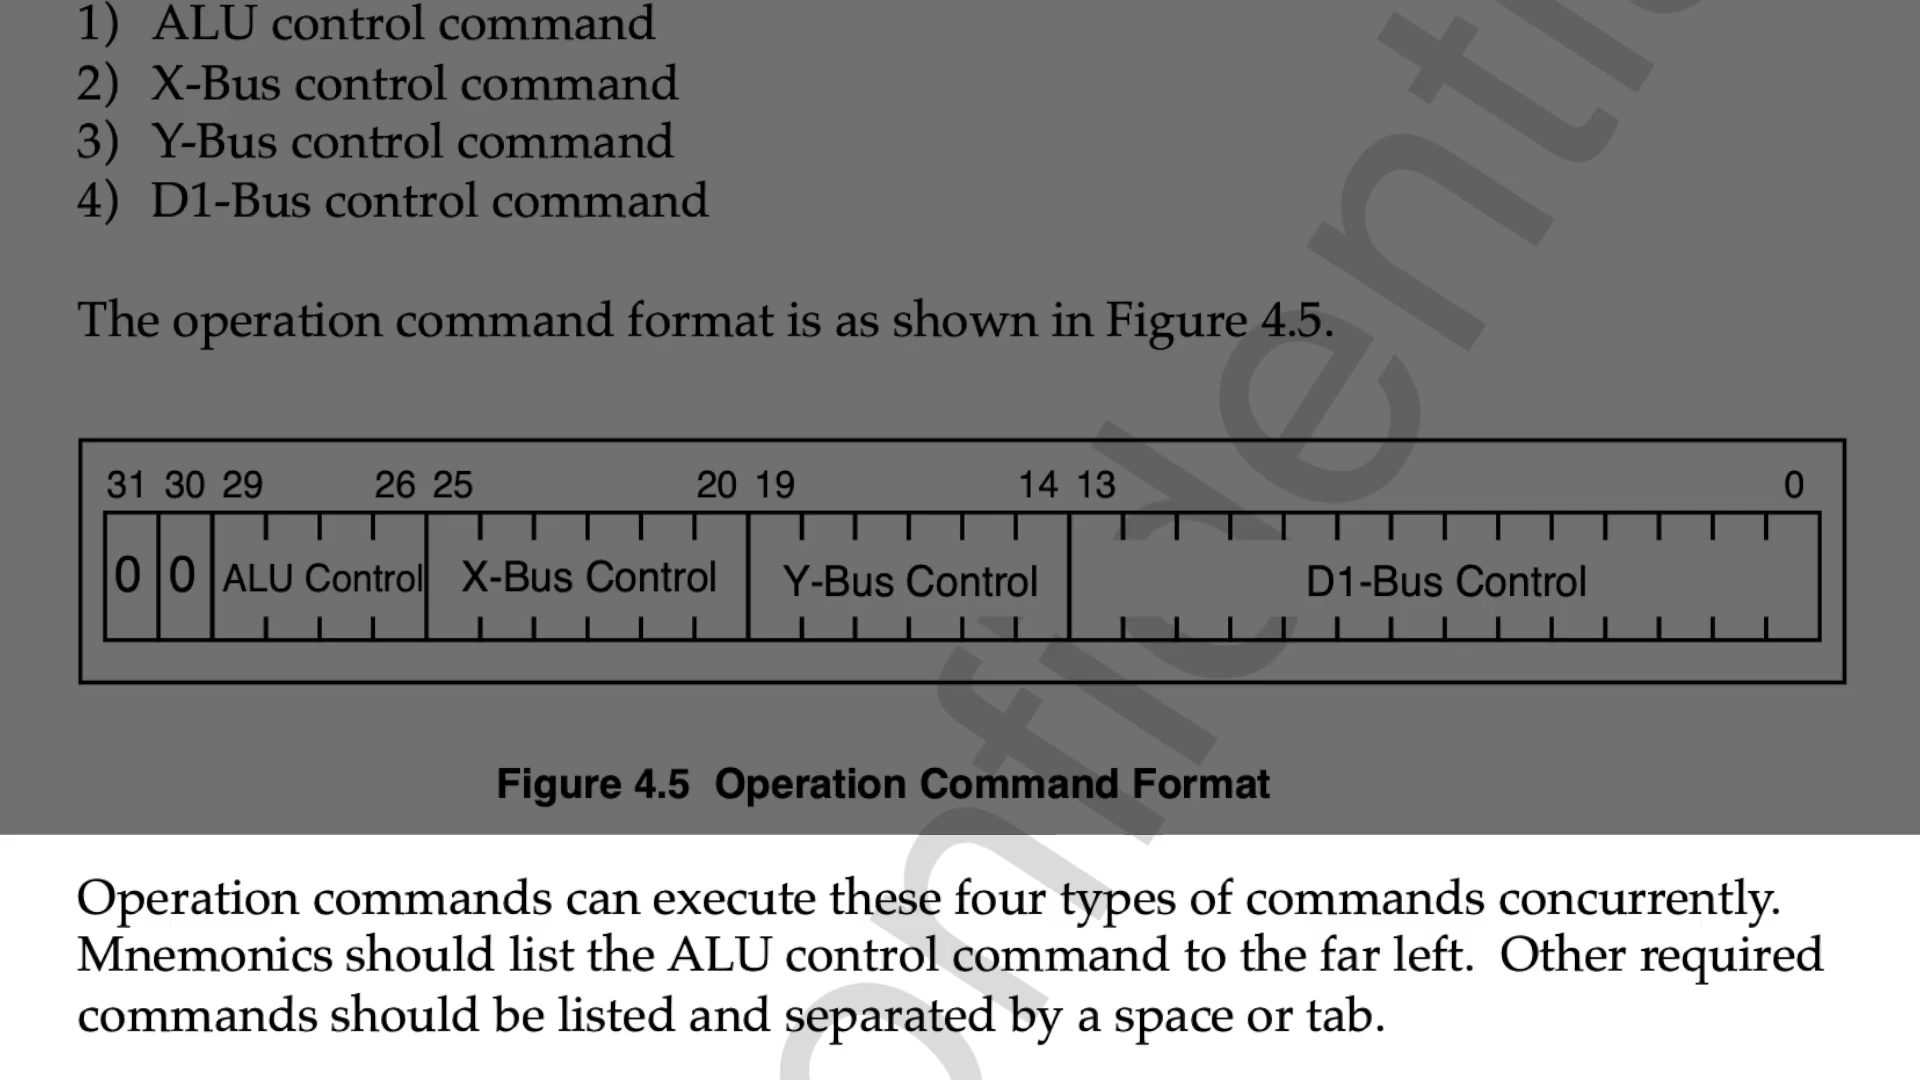 1) ALU control command
2) X-Bus control command
3) Y-Bus control command
4) D1-Bus control command
The operation command format is as shown in Figure 4.5.
31 30 29 26 25 20 19 14 13 0
0 0 ALU Control X-Bus Control Y-Bus Control D1-Bus Control
Figure 4.5 Operation Command Format
Operation commands can execute these four types of commands concurrently.
Mnemonics should list the ALU control command to the far left. Other required
commands should be listed and separated by a space or tab.